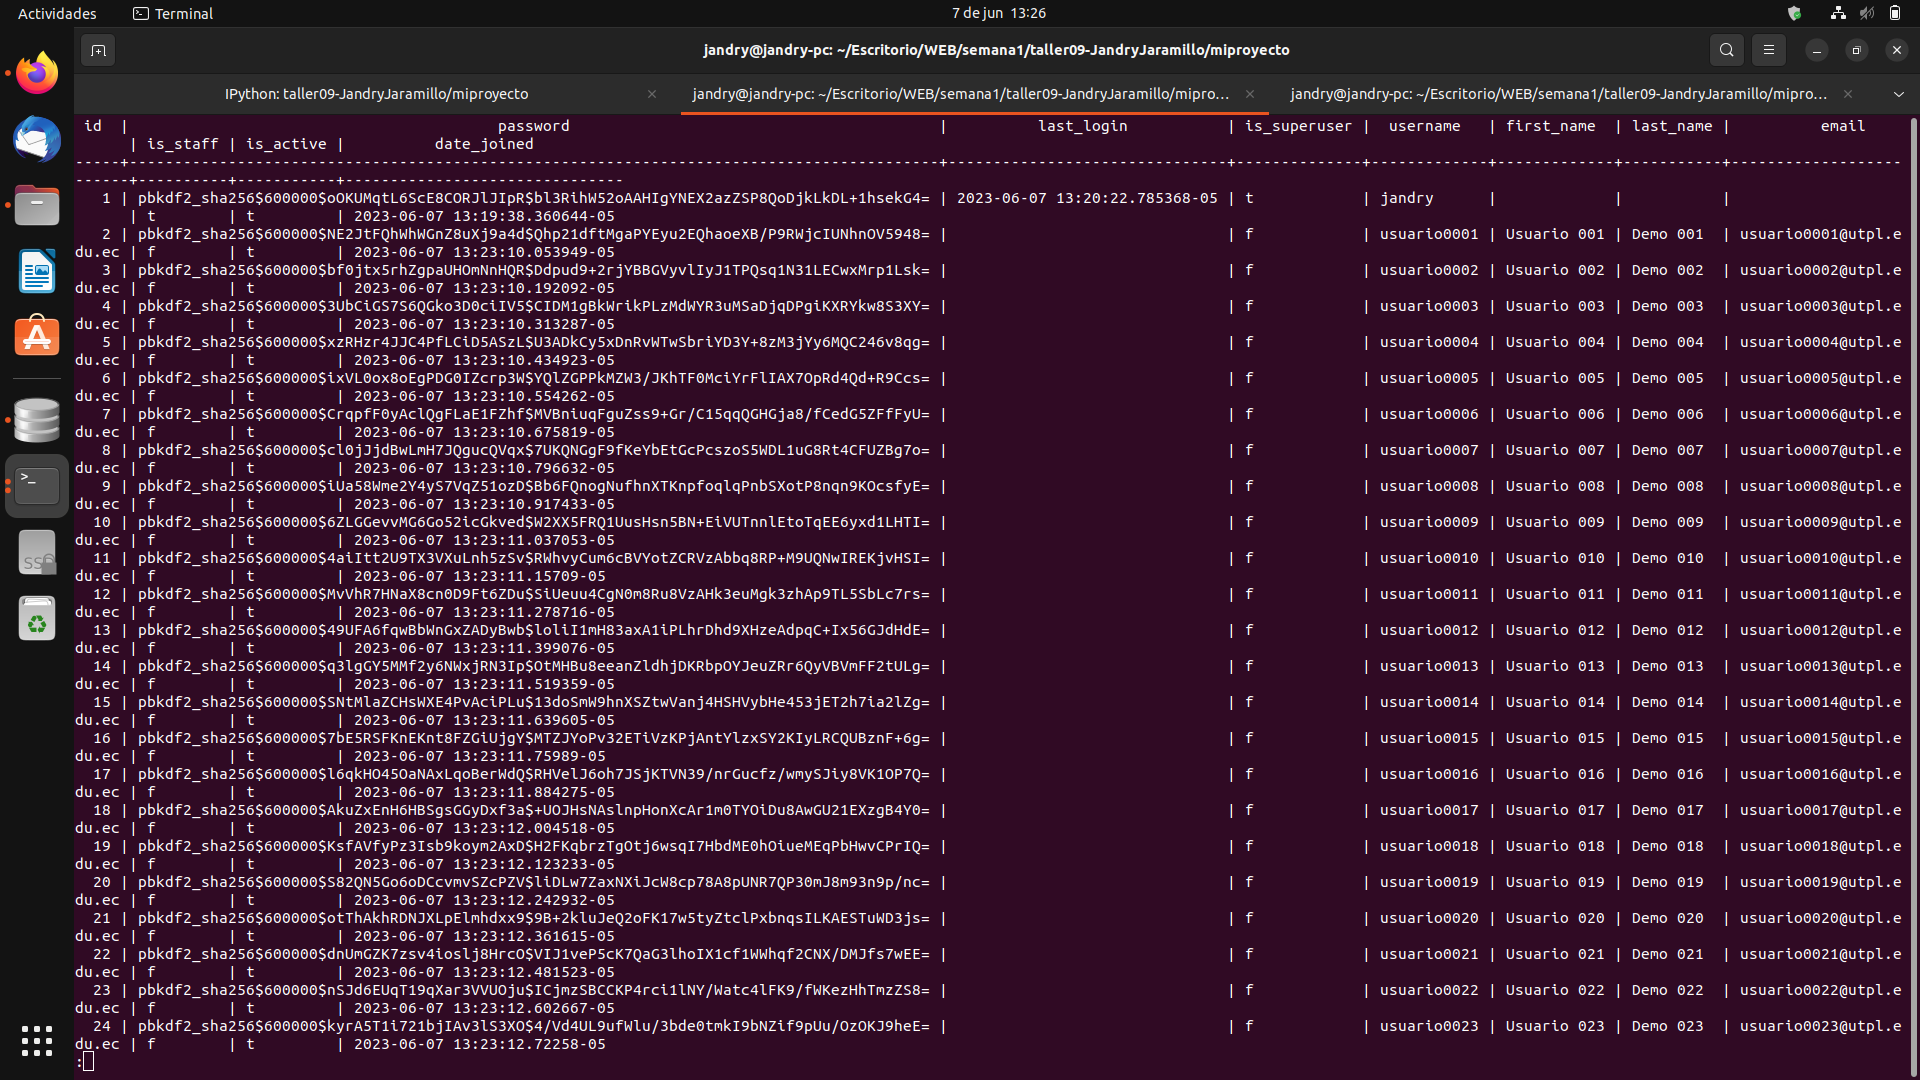 Actividades
Terminal
7 de jun 13:26
jandry@jandry-pc: ~/Escritorio/WEB/semana1/taller09-JandryJaramillo/miproyecto
IPython: taller09-JandryJaramillo/miproyecto
jandry@jandry-pc: ~/Escritorio/WEB/semana1/taller09-JandryJaramillo/mipro...
jandry@jandry-pc: ~/Escritorio/WEB/semana1/taller09-JandryJaramillo/mipro...
id | password | last_login | is_superuser | username | first_name | last_name | email
| is_staff | is_active | date_joined
1 | pbkdf2_sha256$600000$oOKUMqtL6ScE8CORJlJIpR$bl3RihW52oAAHIgYNEX2azZSP8QoDjkLkDL+1hsekG4= | 2023-06-07 13:20:22.785368-05 | t | jandry | | |
| t | t | 2023-06-07 13:19:38.360644-05
2 | pbkdf2_sha256$600000$NE2JtFQhWhWGnZ8uXj9a4d$Qhp21dftMgaPYEyu2EQhaoeXB/P9RWjcIUNhnOV5948= | | f | usuario0001 | Usuario 001 | Demo 001 | usuario0001@utpl.e
du.ec | f | t | 2023-06-07 13:23:10.053949-05
3 | pbkdf2_sha256$600000$bf0jtx5rhZgpaUHOmNnHQR$Ddpud9+2rjYBBGVyvlIyJ1TPQsq1N31LECwxMrp1Lsk= | | f | usuario0002 | Usuario 002 | Demo 002 | usuario0002@utpl.e
du.ec | f | t | 2023-06-07 13:23:10.192092-05
4 | pbkdf2_sha256$600000$3UbCiGS7S6QGko3D0ciIV5$CIDM1gBkWrikPLzMdWYR3uMSaDjqDPgiKXRYkw8S3XY= | | f | usuario0003 | Usuario 003 | Demo 003 | usuario0003@utpl.e
du.ec | f | t | 2023-06-07 13:23:10.313287-05
5 | pbkdf2_sha256$600000$xzRHzr4JJC4PfLCiD5ASzL$U3ADkCy5xDnRvWTwSbriYD3Y+8zM3jYy6MQC246v8qg= | | f | usuario0004 | Usuario 004 | Demo 004 | usuario0004@utpl.e
du.ec | f | t | 2023-06-07 13:23:10.434923-05
6 | pbkdf2_sha256$600000$ixVL0ox8oEgPDG0IZcrp3W$YQlZGPPkMZW3/JKhTF0MciYrFlIAX7OpRd4Qd+R9Ccs= | | f | usuario0005 | Usuario 005 | Demo 005 | usuario0005@utpl.e
du.ec | f | t | 2023-06-07 13:23:10.554262-05
7 | pbkdf2_sha256$600000$CrqpfF0yAclQgFLaE1FZhf$MVBniuqFguZss9+Gr/C15qqQGHGja8/fCedG5ZFfFyU= | | f | usuario0006 | Usuario 006 | Demo 006 | usuario0006@utpl.e
du.ec | f | t | 2023-06-07 13:23:10.675819-05
8 | pbkdf2_sha256$600000$cl0jJjdBwLmH7JQgucQVqx$7UKQNGgF9fKeYbEtGcPcszoS5WDL1uG8Rt4CFUZBg7o= | | f | usuario0007 | Usuario 007 | Demo 007 | usuario0007@utpl.e
du.ec | f | t | 2023-06-07 13:23:10.796632-05
9 | pbkdf2_sha256$600000$iUa58Wme2Y4yS7VqZ51ozD$Bb6FQnogNufhnXTKnpfoqlqPnbSXotP8nqn9KOcsfyE= | | f | usuario0008 | Usuario 008 | Demo 008 | usuario0008@utpl.e
du.ec | f | t | 2023-06-07 13:23:10.917433-05
10 | pbkdf2_sha256$600000$6ZLGGevvMG6Go52icGkved$W2XX5FRQ1UusHsn5BN+EiVUTnnlEtoTqEE6yxd1LHTI= | | f | usuario0009 | Usuario 009 | Demo 009 | usuario0009@utpl.e
du.ec | f | t | 2023-06-07 13:23:11.037053-05
11 | pbkdf2_sha256$600000$4aiItt2U9TX3VXuLnh5zSv$RWhvyCum6cBVYotZCRVzAbbq8RP+M9UQNwIREKjvHSI= | | f | usuario0010 | Usuario 010 | Demo 010 | usuario0010@utpl.e
du.ec | f | t | 2023-06-07 13:23:11.15709-05
12 | pbkdf2_sha256$600000$MvVhR7HNaX8cn0D9Ft6ZDu$SiUeuu4CgN0m8Ru8VzAHk3euMgk3zhAp9TL5SbLc7rs= | | f | usuario0011 | Usuario 011 | Demo 011 | usuario0011@utpl.e
du.ec | f | t | 2023-06-07 13:23:11.278716-05
13 | pbkdf2_sha256$600000$49UFA6fqwBbWnGxZADyBwb$loliI1mH83axA1iPLhrDhd9XHzeAdpqC+Ix56GJdHdE= | | f | usuario0012 | Usuario 012 | Demo 012 | usuario0012@utpl.e
du.ec | f | t | 2023-06-07 13:23:11.399076-05
14 | pbkdf2_sha256$600000$q3lgGY5MMf2y6NWxjRN3Ip$OtMHBu8eeanZldhjDKRbpOYJeuZRr6QyVBVmFF2tULg= | | f | usuario0013 | Usuario 013 | Demo 013 | usuario0013@utpl.e
du.ec | f | t | 2023-06-07 13:23:11.519359-05
15 | pbkdf2_sha256$600000$SNtMlaZCHsWXE4PvAciPLu$13doSmW9hnXSZtwVanj4HSHVybHe453jET2h7ia2lZg= | | f | usuario0014 | Usuario 014 | Demo 014 | usuario0014@utpl.e
du.ec | f | t | 2023-06-07 13:23:11.639605-05
16 | pbkdf2_sha256$600000$7bE5RSFKnEKnt8FZGiUjgY$MTZJYoPv32ETiVzKPjAntYlzxSY2KIyLRCQUBznF+6g= | | f | usuario0015 | Usuario 015 | Demo 015 | usuario0015@utpl.e
du.ec | f | t | 2023-06-07 13:23:11.75989-05
17 | pbkdf2_sha256$600000$l6qkHO45OaNAxLqoBerWdQ$RHVelJ6oh7JSjKTVN39/nrGucfz/wmySJiy8VK1OP7Q= | | f | usuario0016 | Usuario 016 | Demo 016 | usuario0016@utpl.e
du.ec | f | t | 2023-06-07 13:23:11.884275-05
18 | pbkdf2_sha256$600000$AkuZxEnH6HBSgsGGyDxf3a$+UOJHsNAslnpHonXcAr1m0TYOiDu8AwGU21EXzgB4Y0= | | f | usuario0017 | Usuario 017 | Demo 017 | usuario0017@utpl.e
du.ec | f | t | 2023-06-07 13:23:12.004518-05
19 | pbkdf2_sha256$600000$KsfAVfyPz3Isb9koym2AxD$H2FKqbrzTgOtj6wsqI7HbdME0hOiueMEqPbHwvCPrIQ= | | f | usuario0018 | Usuario 018 | Demo 018 | usuario0018@utpl.e
du.ec | f | t | 2023-06-07 13:23:12.123233-05
20 | pbkdf2_sha256$600000$S82QN5Go6oDCcvmvSZcPZV$liDLw7ZaxNXiJcW8cp78A8pUNR7QP30mJ8m93n9p/nc= | | f | usuario0019 | Usuario 019 | Demo 019 | usuario0019@utpl.e
du.ec | f | t | 2023-06-07 13:23:12.242932-05
21 | pbkdf2_sha256$600000$otThAkhRDNJXLpElmhdxx9$9B+2kluJeQ2oFK17w5tyZtclPxbnqsILKAESTuWD3js= | | f | usuario0020 | Usuario 020 | Demo 020 | usuario0020@utpl.e
du.ec | f | t | 2023-06-07 13:23:12.361615-05
22 | pbkdf2_sha256$600000$dnUmGZK7zsv4ioslj8HrcO$VIJ1veP5cK7QaG3lhoIX1cf1WWhqf2CNX/DMJfs7wEE= | | f | usuario0021 | Usuario 021 | Demo 021 | usuario0021@utpl.e
du.ec | f | t | 2023-06-07 13:23:12.481523-05
23 | pbkdf2_sha256$600000$nSJd6EUqT19qXar3VVUOju$ICjmzSBCCKP4rci1lNY/Watc4lFK9/fWKezHhTmzZS8= | | f | usuario0022 | Usuario 022 | Demo 022 | usuario0022@utpl.e
du.ec | f | t | 2023-06-07 13:23:12.602667-05
24 | pbkdf2_sha256$600000$kyrA5T1i721bjIAv3lS3XO$4/Vd4UL9ufWlu/3bde0tmkI9bNZif9pUu/OzOKJ9heE= | | f | usuario0023 | Usuario 023 | Demo 023 | usuario0023@utpl.e
du.ec | f | t | 2023-06-07 13:23:12.72258-05
: